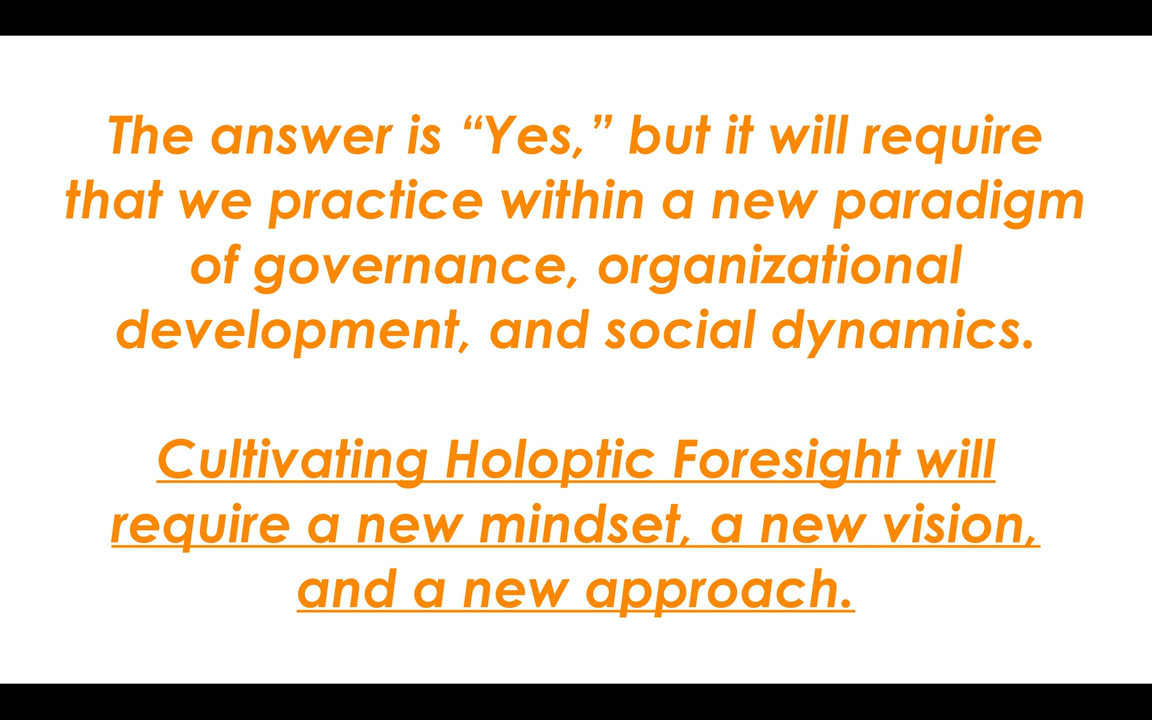 The answer is “Yes,” but it will require
that we practice within a new paradigm
of governance, organizational
development, and social dynamics.
Cultivating Holoptic Foresight will
require a new mindset, a new vision,
and a new approach.